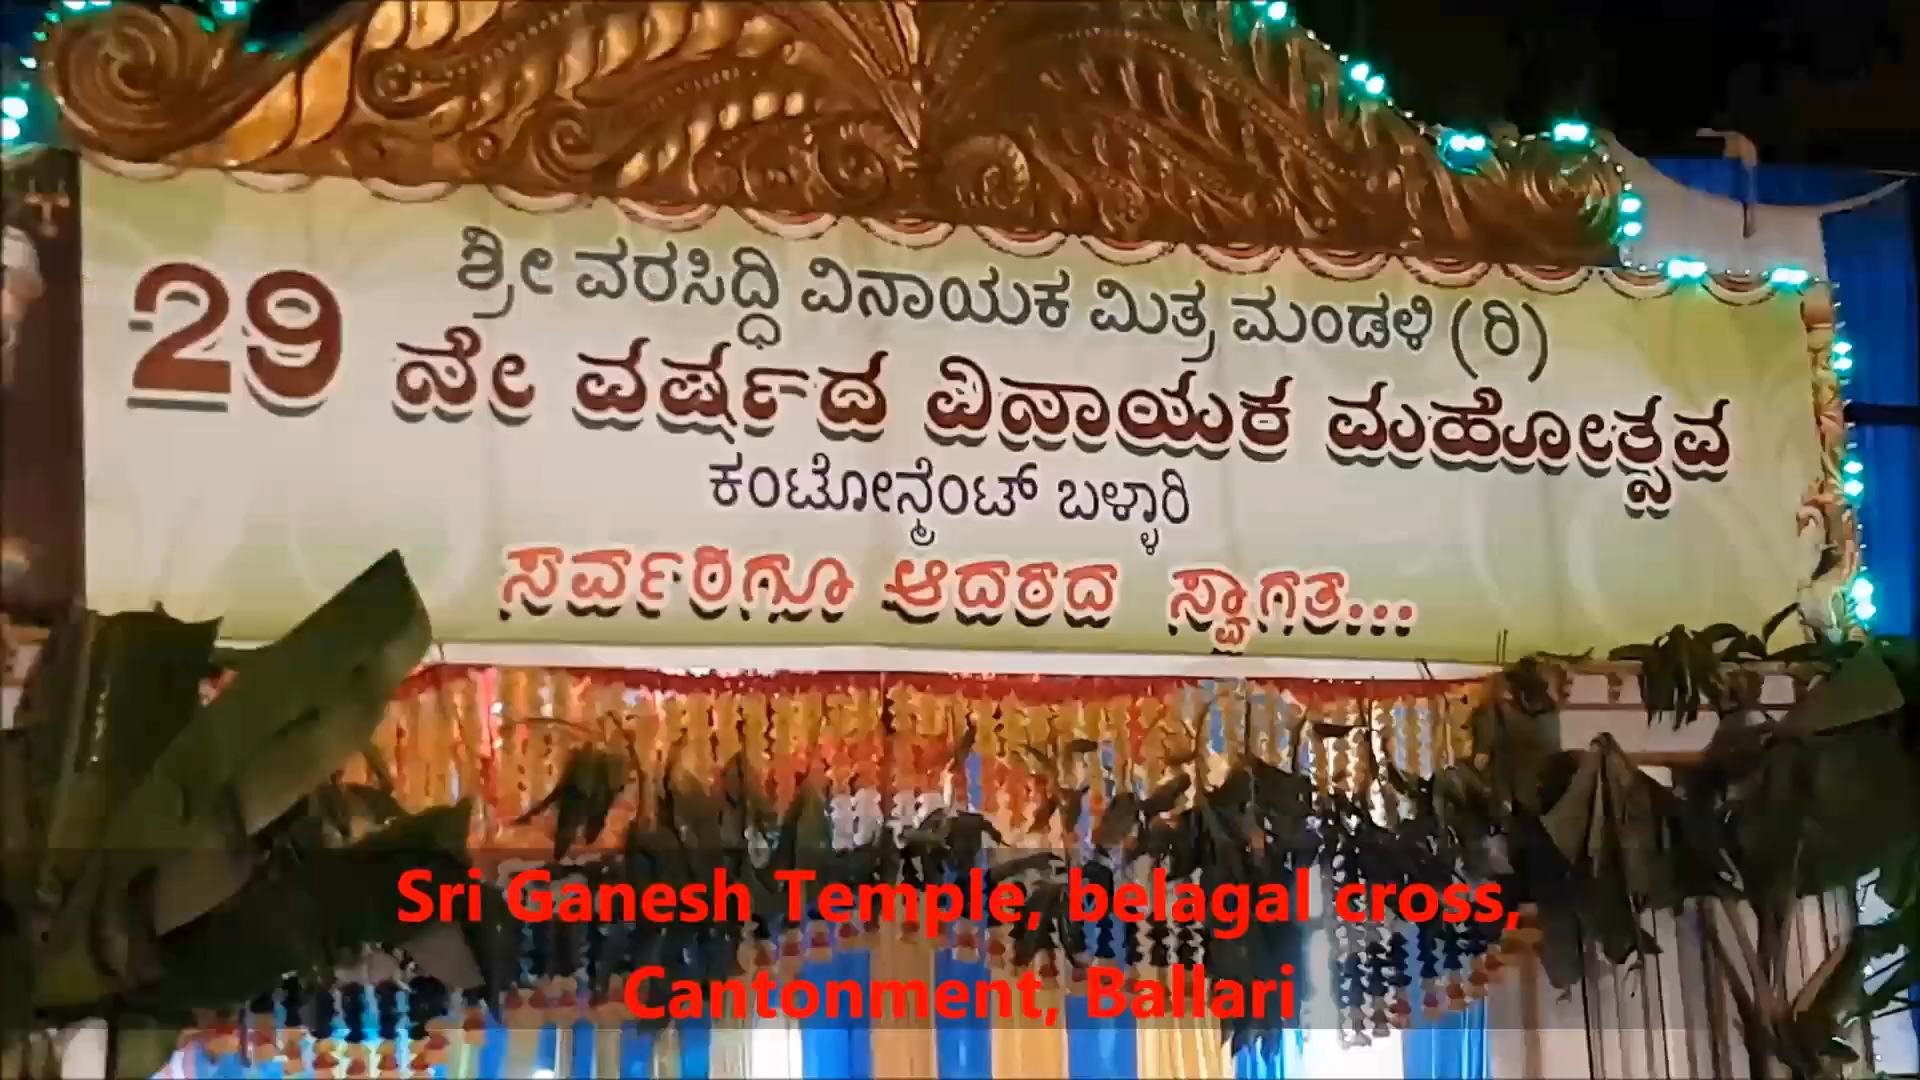 ಶ್ರೀ ವರಸಿದ್ಧಿ ವಿನಾಯಕ ಮಿತ್ರ ಮಂಡಳಿ (ರಿ)
29 ನೇ ವರ್ಷದ ವಿನಾಯಕ ಮಹೋತ್ಸವ
ಕಂಟೋನ್ಮೆಂಟ್ ಬಳ್ಳಾರಿ
ಸರ್ವರಿಗೂ ಆದರದ ಸ್ವಾಗತ...
Sri Ganesh Temple, belagal cross,
Cantonment, Ballari